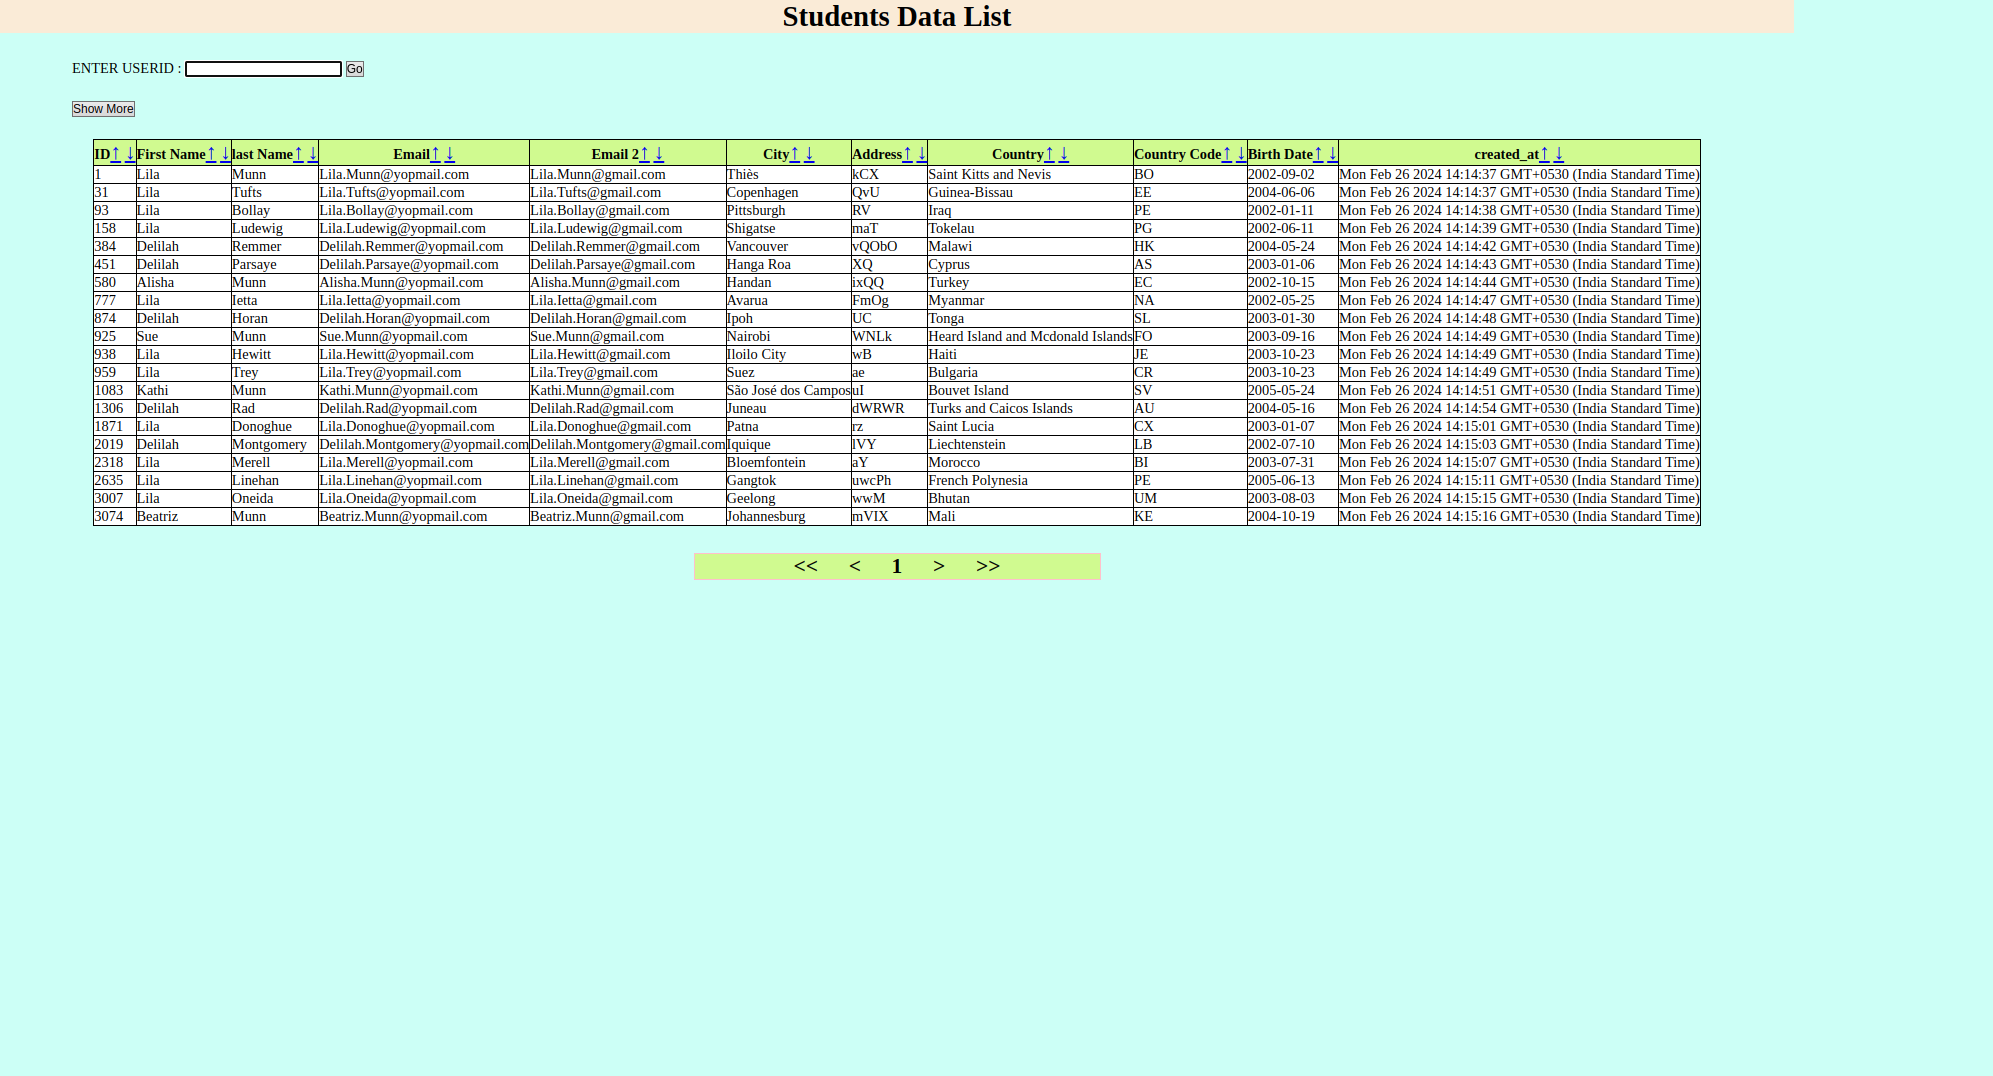 Students Data List
ENTER USERID : Go
Show More
ID↑ ↓ First Name↑ ↓ last Name↑ ↓ Email↑ ↓ Email 2↑ ↓ City↑ ↓ Address↑ ↓ Country↑ ↓ Country Code↑ ↓ Birth Date↑ ↓ created_at↑ ↓
1 Lila Munn Lila.Munn@yopmail.com Lila.Munn@gmail.com Thiès kCX Saint Kitts and Nevis BO 2002-09-02 Mon Feb 26 2024 14:14:37 GMT+0530 (India Standard Time)
31 Lila Tufts Lila.Tufts@yopmail.com Lila.Tufts@gmail.com Copenhagen QvU Guinea-Bissau EE 2004-06-06 Mon Feb 26 2024 14:14:37 GMT+0530 (India Standard Time)
93 Lila Bollay Lila.Bollay@yopmail.com Lila.Bollay@gmail.com Pittsburgh RV Iraq PE 2002-01-11 Mon Feb 26 2024 14:14:38 GMT+0530 (India Standard Time)
158 Lila Ludewig Lila.Ludewig@yopmail.com Lila.Ludewig@gmail.com Shigatse maT Tokelau PG 2002-06-11 Mon Feb 26 2024 14:14:39 GMT+0530 (India Standard Time)
384 Delilah Remmer Delilah.Remmer@yopmail.com Delilah.Remmer@gmail.com Vancouver vQObO Malawi HK 2004-05-24 Mon Feb 26 2024 14:14:42 GMT+0530 (India Standard Time)
451 Delilah Parsaye Delilah.Parsaye@yopmail.com Delilah.Parsaye@gmail.com Hanga Roa XQ Cyprus AS 2003-01-06 Mon Feb 26 2024 14:14:43 GMT+0530 (India Standard Time)
580 Alisha Munn Alisha.Munn@yopmail.com Alisha.Munn@gmail.com Handan ixQQ Turkey EC 2002-10-15 Mon Feb 26 2024 14:14:44 GMT+0530 (India Standard Time)
777 Lila Ietta Lila.Ietta@yopmail.com Lila.Ietta@gmail.com Avarua FmOg Myanmar NA 2002-05-25 Mon Feb 26 2024 14:14:47 GMT+0530 (India Standard Time)
874 Delilah Horan Delilah.Horan@yopmail.com Delilah.Horan@gmail.com Ipoh UC Tonga SL 2003-01-30 Mon Feb 26 2024 14:14:48 GMT+0530 (India Standard Time)
925 Sue Munn Sue.Munn@yopmail.com Sue.Munn@gmail.com Nairobi WNLk Heard Island and Mcdonald Islands FO 2003-09-16 Mon Feb 26 2024 14:14:49 GMT+0530 (India Standard Time)
938 Lila Hewitt Lila.Hewitt@yopmail.com Lila.Hewitt@gmail.com Iloilo City wB Haiti JE 2003-10-23 Mon Feb 26 2024 14:14:49 GMT+0530 (India Standard Time)
959 Lila Trey Lila.Trey@yopmail.com Lila.Trey@gmail.com Suez ae Bulgaria CR 2003-10-23 Mon Feb 26 2024 14:14:49 GMT+0530 (India Standard Time)
1083 Kathi Munn Kathi.Munn@yopmail.com Kathi.Munn@gmail.com São José dos Campos uI Bouvet Island SV 2005-05-24 Mon Feb 26 2024 14:14:51 GMT+0530 (India Standard Time)
1306 Delilah Rad Delilah.Rad@yopmail.com Delilah.Rad@gmail.com Juneau dWRWR Turks and Caicos Islands AU 2004-05-16 Mon Feb 26 2024 14:14:54 GMT+0530 (India Standard Time)
1871 Lila Donoghue Lila.Donoghue@yopmail.com Lila.Donoghue@gmail.com Patna rz Saint Lucia CX 2003-01-07 Mon Feb 26 2024 14:15:01 GMT+0530 (India Standard Time)
2019 Delilah Montgomery Delilah.Montgomery@yopmail.com Delilah.Montgomery@gmail.com Iquique lVY Liechtenstein LB 2002-07-10 Mon Feb 26 2024 14:15:03 GMT+0530 (India Standard Time)
2318 Lila Merell Lila.Merell@yopmail.com Lila.Merell@gmail.com Bloemfontein aY Morocco BI 2003-07-31 Mon Feb 26 2024 14:15:07 GMT+0530 (India Standard Time)
2635 Lila Linehan Lila.Linehan@yopmail.com Lila.Linehan@gmail.com Gangtok uwcPh French Polynesia PE 2005-06-13 Mon Feb 26 2024 14:15:11 GMT+0530 (India Standard Time)
3007 Lila Oneida Lila.Oneida@yopmail.com Lila.Oneida@gmail.com Geelong wwM Bhutan UM 2003-08-03 Mon Feb 26 2024 14:15:15 GMT+0530 (India Standard Time)
3074 Beatriz Munn Beatriz.Munn@yopmail.com Beatriz.Munn@gmail.com Johannesburg mVIX Mali KE 2004-10-19 Mon Feb 26 2024 14:15:16 GMT+0530 (India Standard Time)
<< < 1 > >>